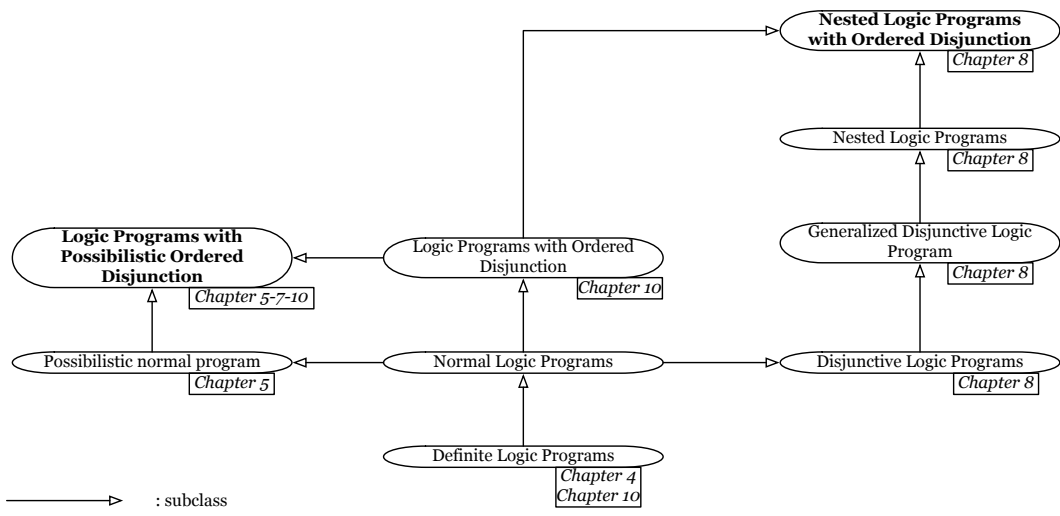 Nested Logic Programs
with Ordered Disjunction
Chapter 8
Nested Logic Programs
Chapter 8
Logic Programs with
Possibilistic Ordered
Disjunction
Chapter 5-7-10
Logic Programs with Ordered
Disjunction
Chapter 10
Generalized Disjunctive Logic
Program
Chapter 8
Possibilistic normal program
Chapter 5
Normal Logic Programs
Disjunctive Logic Programs
Chapter 8
Definite Logic Programs
Chapter 4
Chapter 10
: subclass